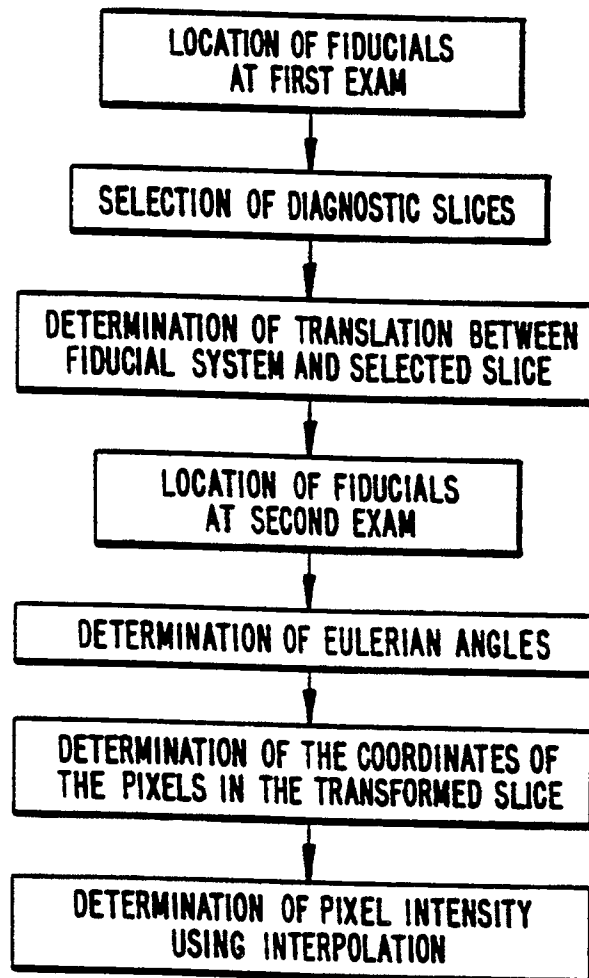 LOCATION OF FIDUCIALS
AT FIRST EXAM
SELECTION OF DIAGNOSTIC SLICES
DETERMINATION OF TRANSLATION BETWEEN
FIDUCIAL SYSTEM AND SELECTED SLICE
LOCATION OF FIDUCIALS
AT SECOND EXAM
DETERMINATION OF EULERIAN ANGLES
DETERMINATION OF THE COORDINATES OF
THE PIXELS IN THE TRANSFORMED SLICE
DETERMINATION OF PIXEL INTENSITY
USING INTERPOLATION